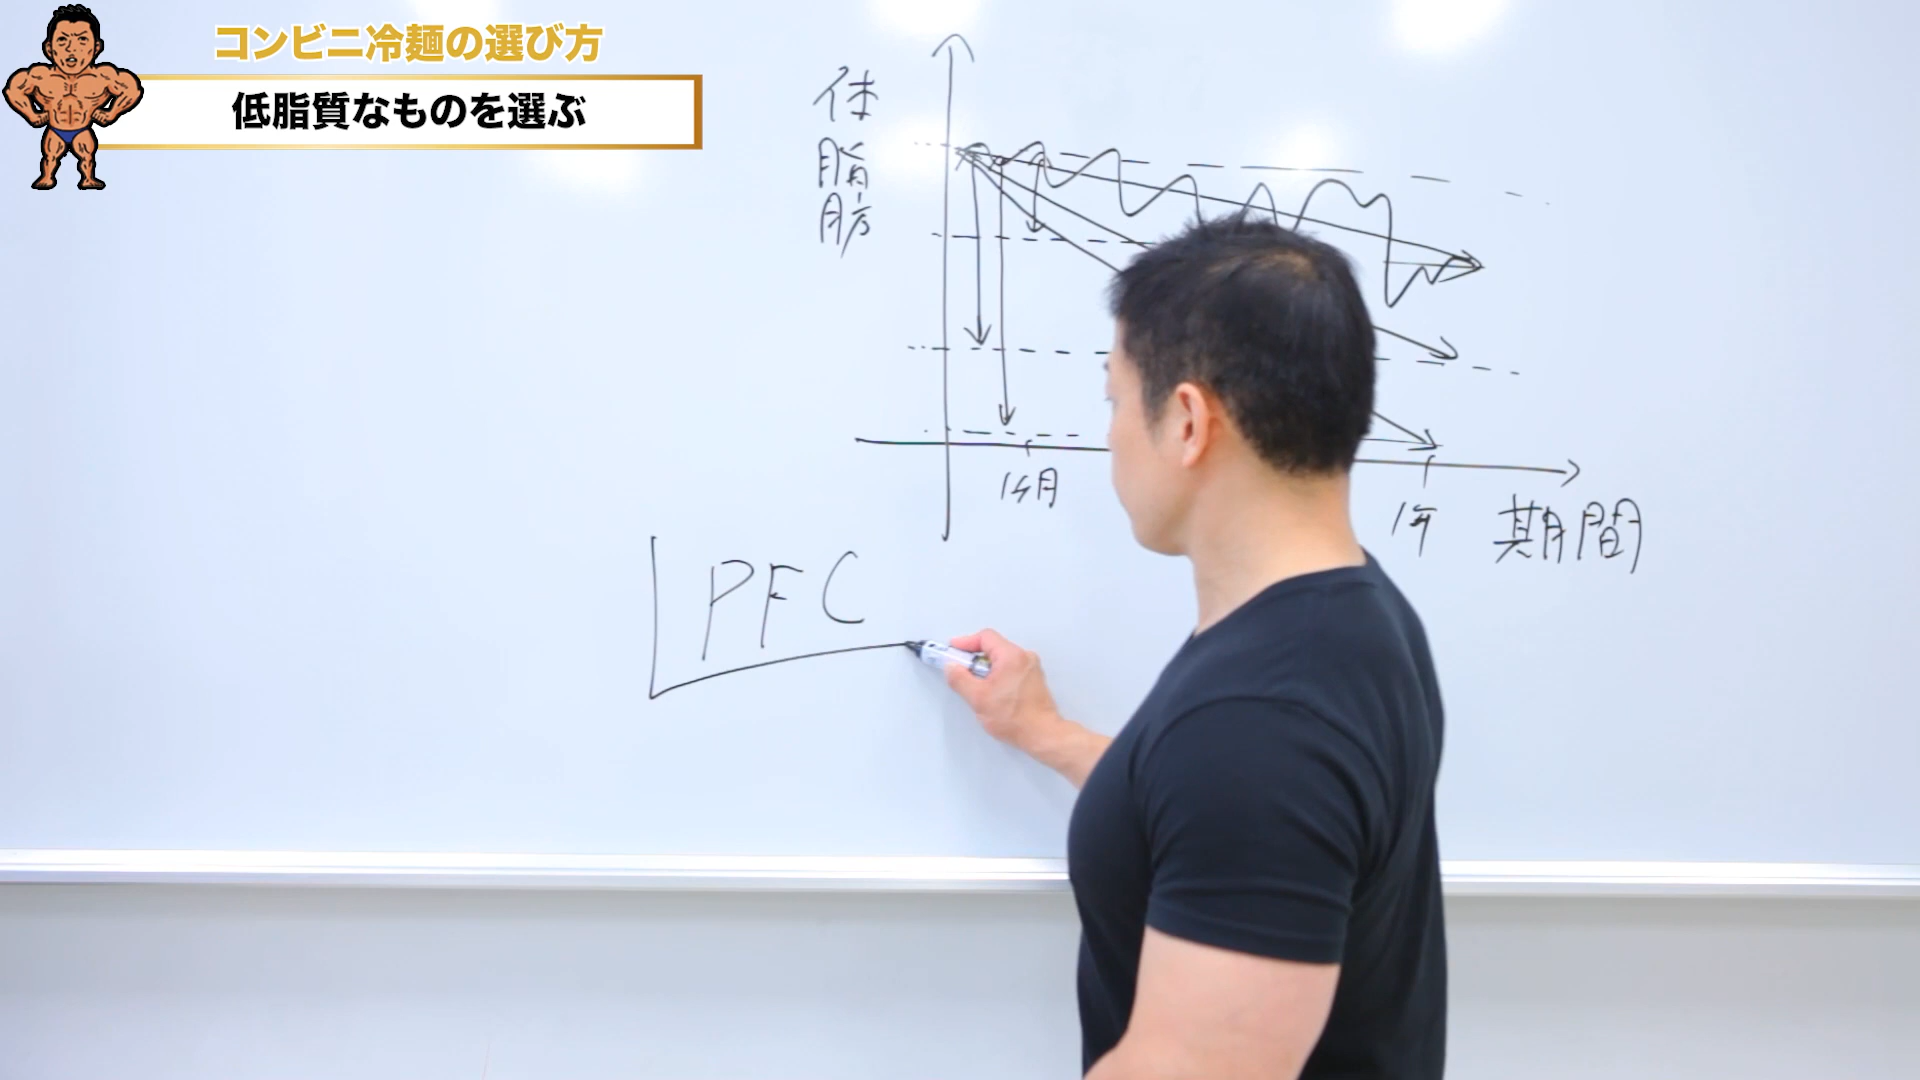 コンビニ冷麺の選び方
低脂質なものを選ぶ
体脂肪
1ヶ月
1年
期間
PFC